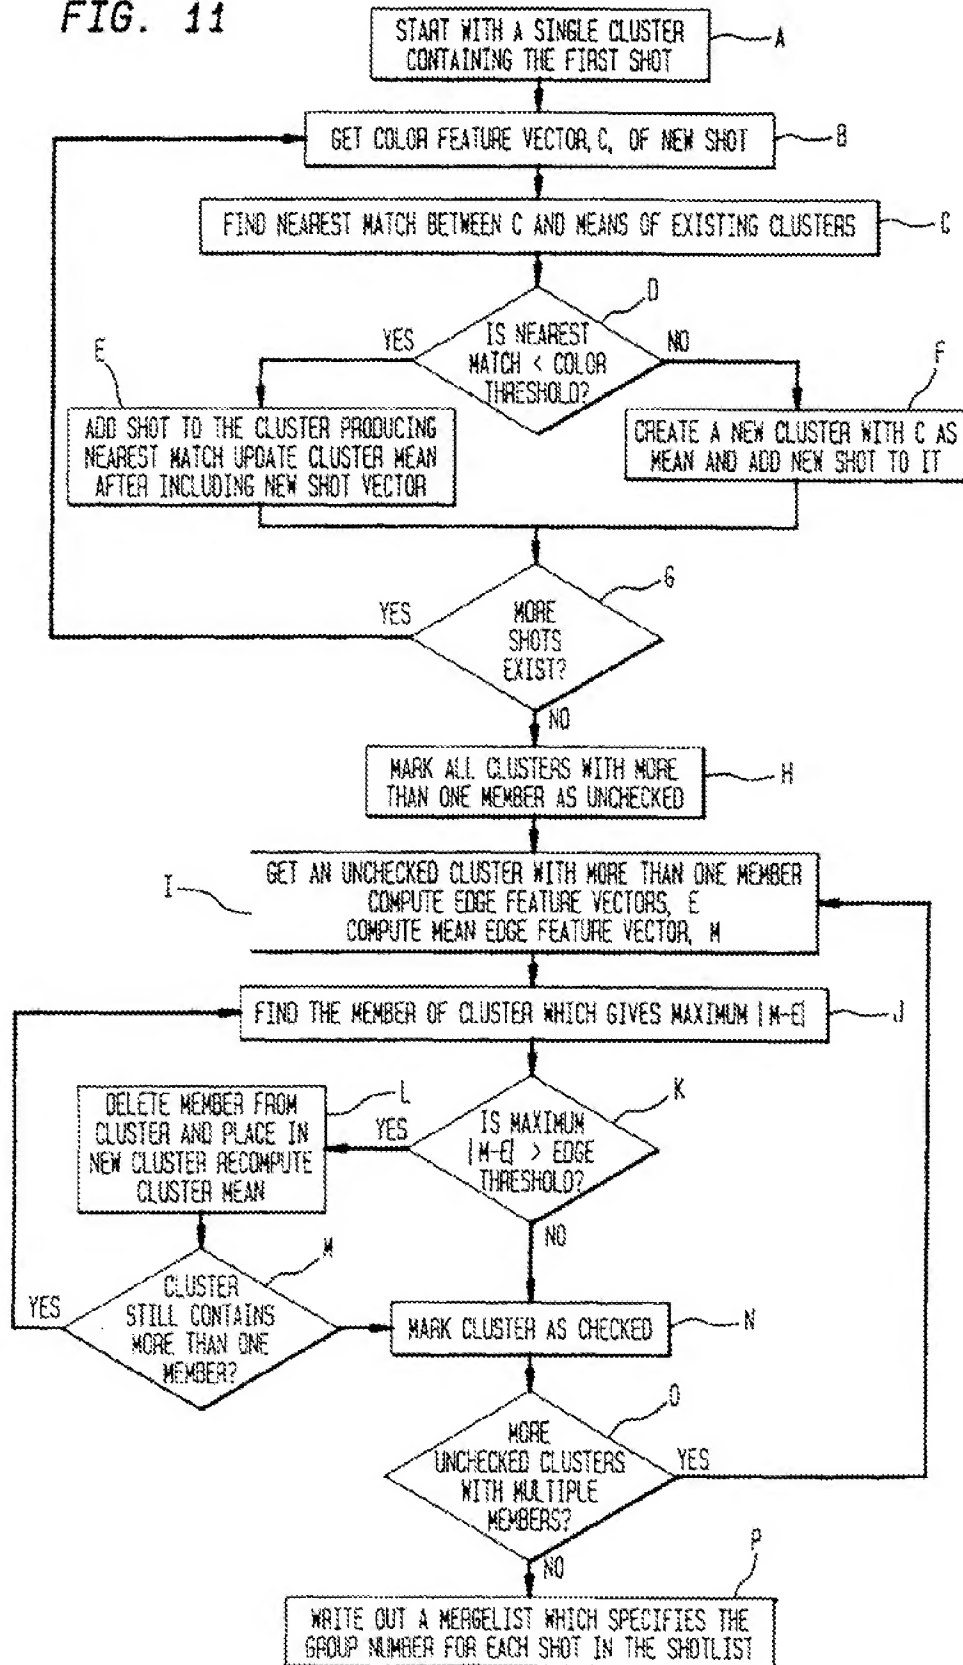 FIG. 11
START WITH A SINGLE CLUSTER
CONTAINING THE FIRST SHOT
A
GET COLOR FEATURE VECTOR, C, OF NEW SHOT
B
FIND NEAREST MATCH BETWEEN C AND MEANS OF EXISTING CLUSTERS
C
D
IS NEAREST
MATCH < COLOR
THRESHOLD?
YES
NO
E
F
ADD SHOT TO THE CLUSTER PRODUCING
NEAREST MATCH UPDATE CLUSTER MEAN
AFTER INCLUDING NEW SHOT VECTOR
CREATE A NEW CLUSTER WITH C AS
MEAN AND ADD NEW SHOT TO IT
G
YES
MORE
SHOTS
EXIST?
NO
MARK ALL CLUSTERS WITH MORE
THAN ONE MEMBER AS UNCHECKED
H
I
GET AN UNCHECKED CLUSTER WITH MORE THAN ONE MEMBER
COMPUTE EDGE FEATURE VECTORS, E
COMPUTE MEAN EDGE FEATURE VECTOR, M
FIND THE MEMBER OF CLUSTER WHICH GIVES MAXIMUM |M-E|
J
L
K
DELETE MEMBER FROM
CLUSTER AND PLACE IN
NEW CLUSTER RECOMPUTE
CLUSTER MEAN
YES
IS MAXIMUM
|M-E| > EDGE
THRESHOLD?
NO
M
YES
CLUSTER
STILL CONTAINS
MORE THAN ONE
MEMBER?
MARK CLUSTER AS CHECKED
N
O
MORE
UNCHECKED CLUSTERS
WITH MULTIPLE
MEMBERS?
YES
NO
P
WRITE OUT A MERGELIST WHICH SPECIFIES THE
GROUP NUMBER FOR EACH SHOT IN THE SHOTLIST